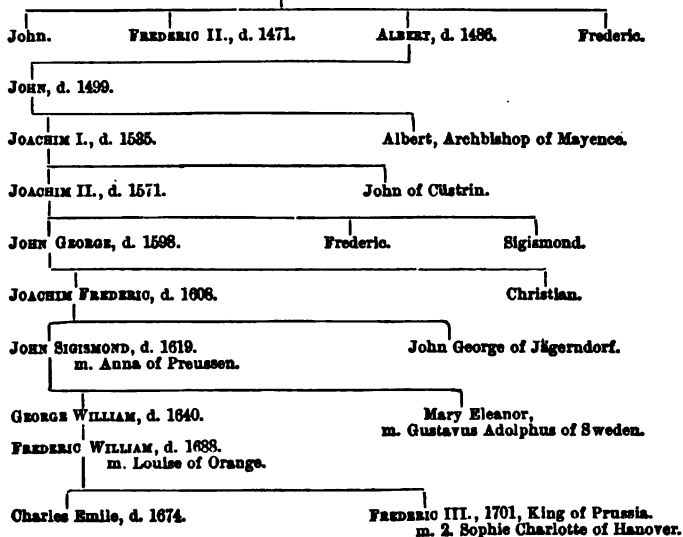 John. FREDERIC II., d. 1471. ALBERT, d. 1486. Frederic.
JOHN, d. 1499.
JOACHIM I., d. 1535. Albert, Archbishop of Mayence.
JOACHIM II., d. 1571. John of Cüstrin.
JOHN GEORGE, d. 1598. Frederic. Sigismond.
JOACHIM FREDERIC, d. 1608. Christian.
JOHN SIGISMOND, d. 1619. John George of Jägerndorf.
m. Anna of Preussen.
GEORGE WILLIAM, d. 1640. Mary Eleanor,
m. Gustavus Adolphus of Sweden.
FREDERIC WILLIAM, d. 1688.
m. Louise of Orange.
Charles Emile, d. 1674. FREDERIC III., 1701, King of Prussia.
m. 2. Sophie Charlotte of Hanover.